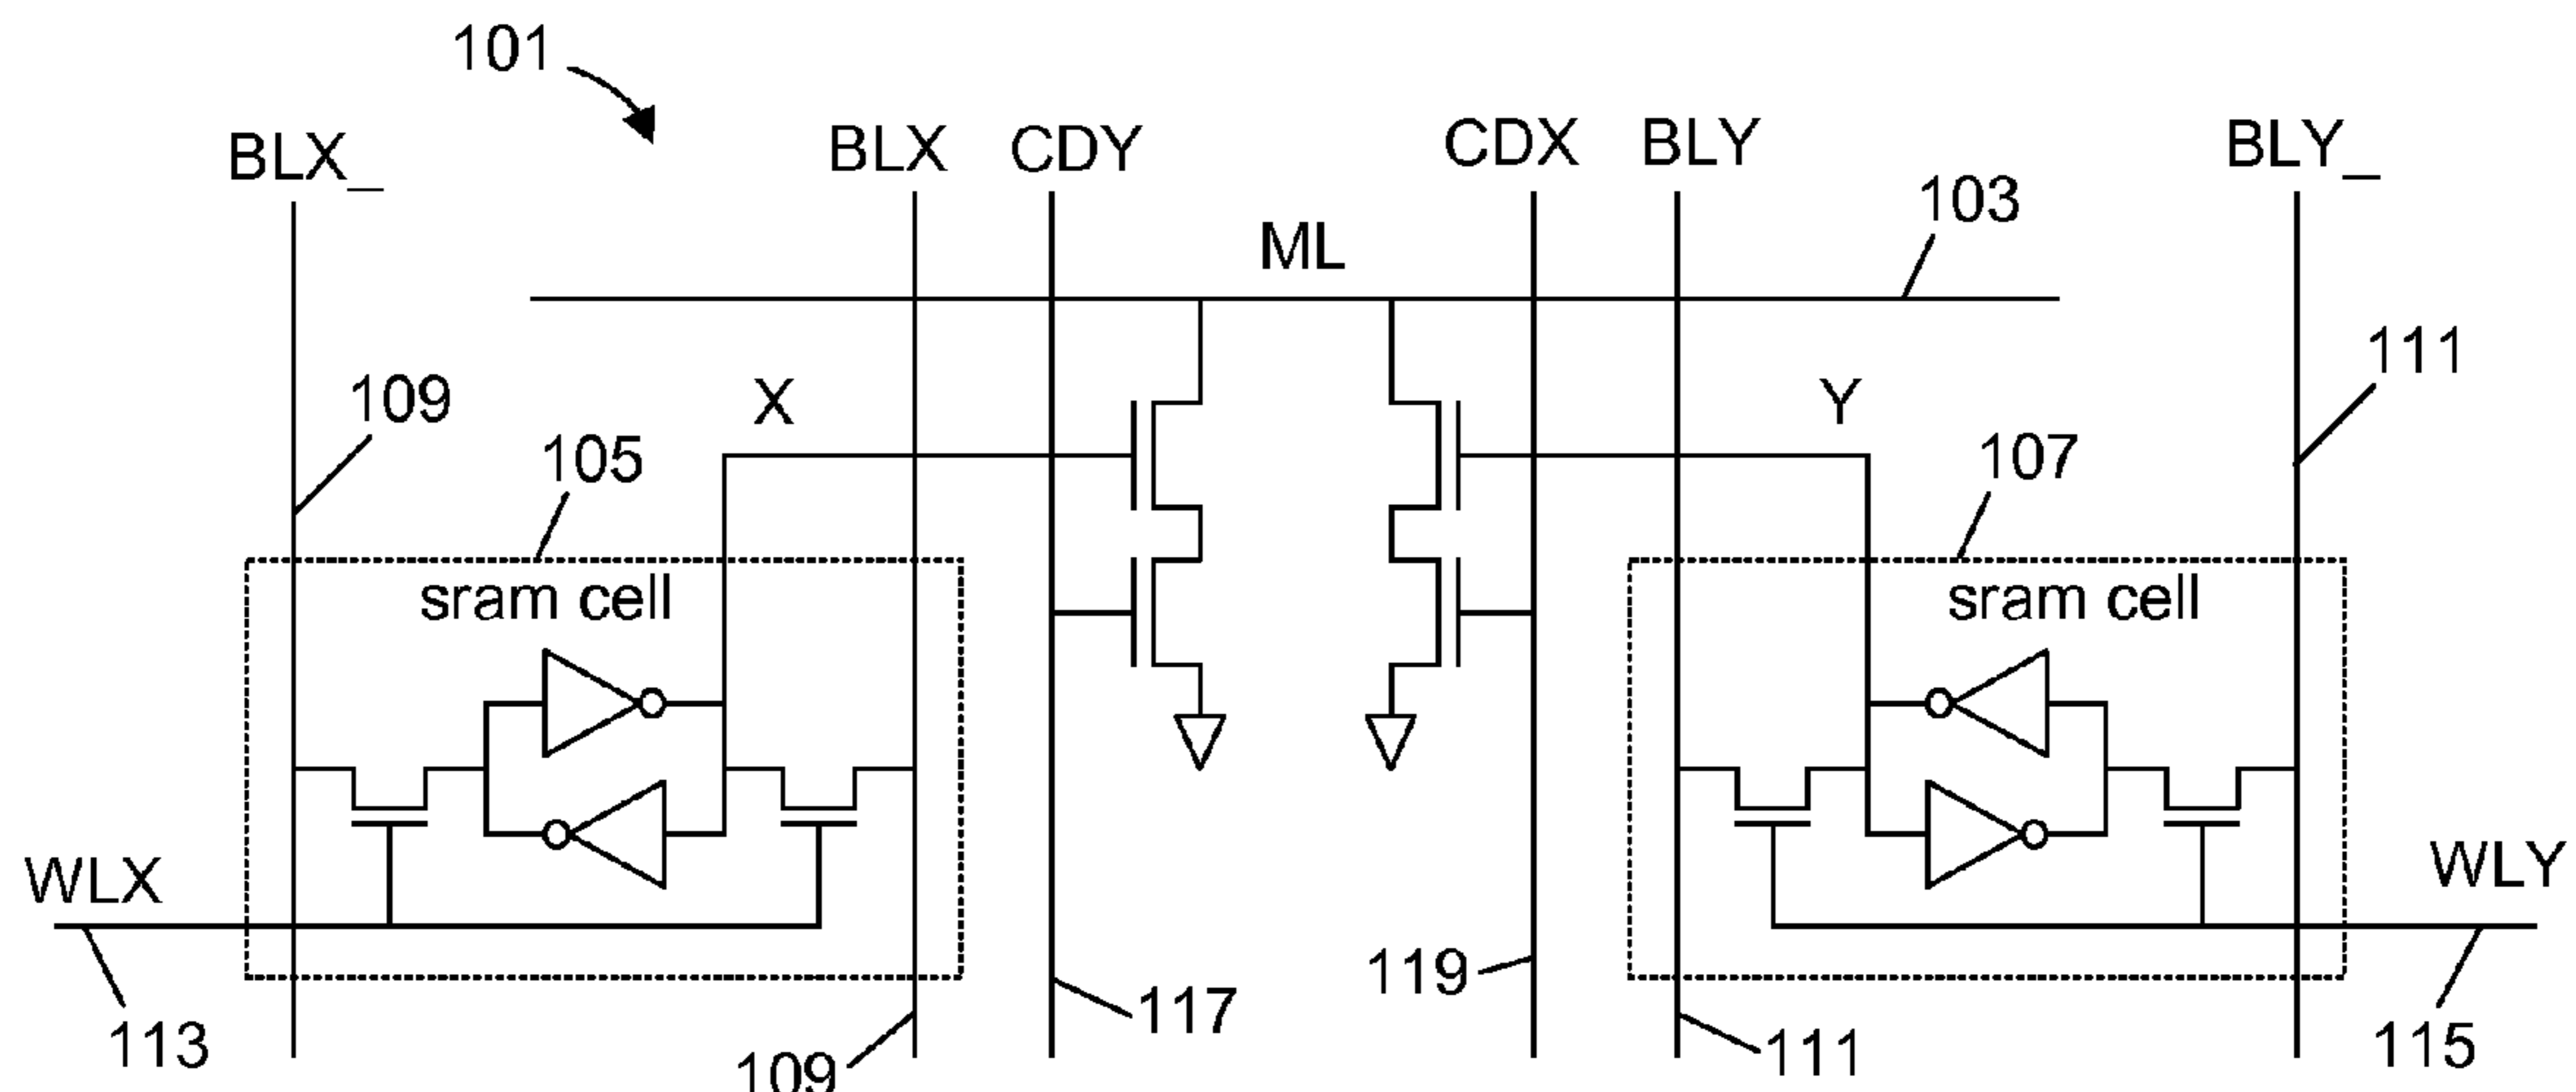 101
BLX_
BLX
CDY
CDX
BLY
BLY_
103
ML
109
X
Y
111
105
107
sram cell
sram cell
WLX
WLY
113
109
117
119
111
115